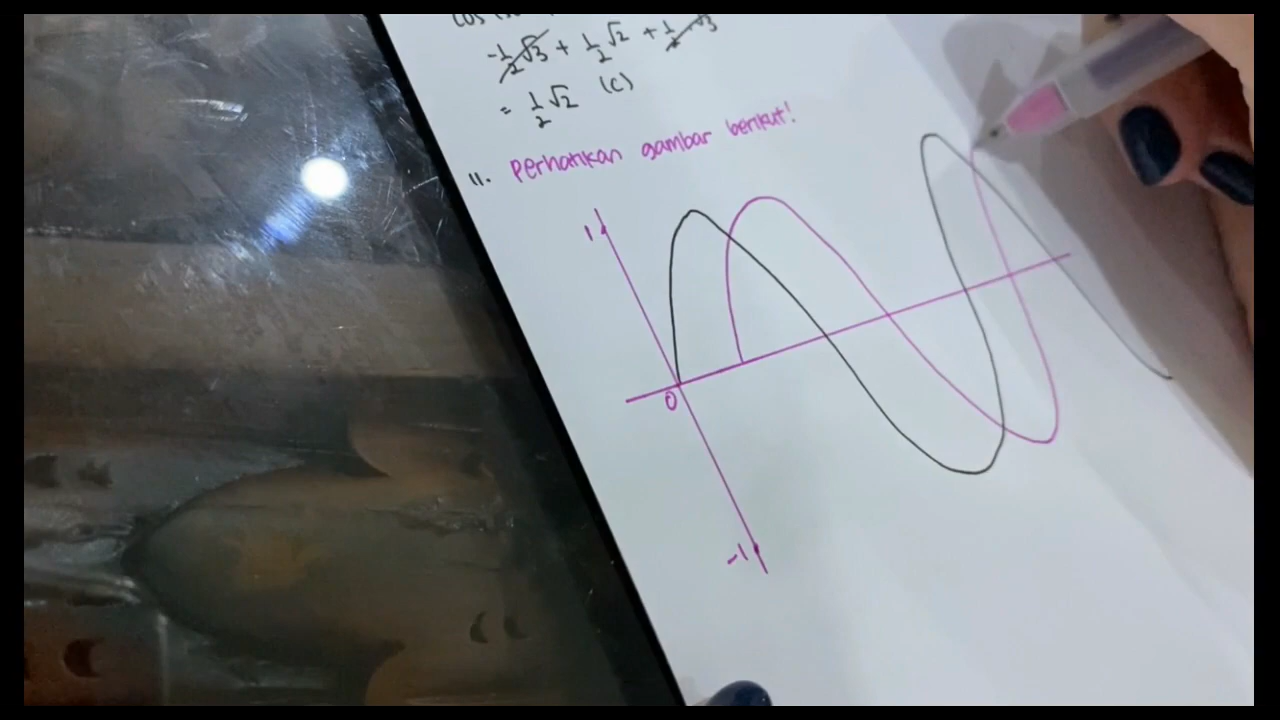 cos
-1/2√3 + 1/2√2 + 1/2√3
= 1/2√2 (C)
11. Perhatikan gambar berikut!
1
0
-1